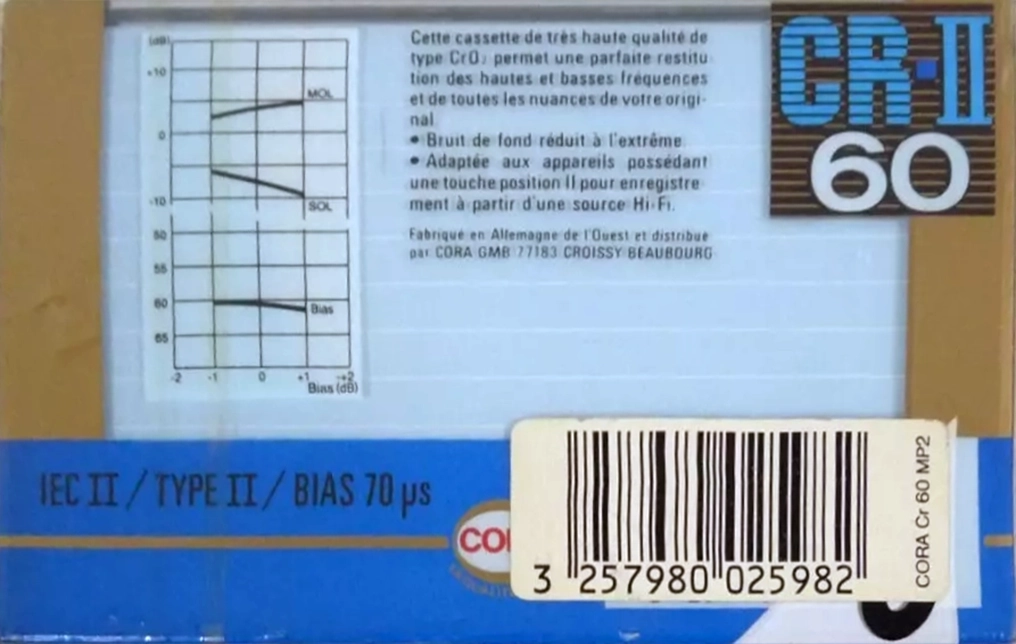 (dB)
+10
MOL
0
-10
SOL
50
55
60
Bias
65
-2 -1 0 +1 +2
Bias (dB)
Cette cassette de très haute qualité de
type CrO₂ permet une parfaite restitu
tion des hautes et basses fréquences
et de toutes les nuances de votre origi-
nal
• Bruit de fond réduit à l'extrême.
• Adaptée aux appareils possédant
une touche position II pour enregistre
ment à partir d'une source Hi-Fi.
Fabriqué en Allemagne de l'Ouest et distribué
par CORA GMB 77183 CROISSY-BEAUBOURG
CR·II
60
IEC II / TYPE II / BIAS 70 µs
CO
3 257980 025982
CORA Cr 60 MP2